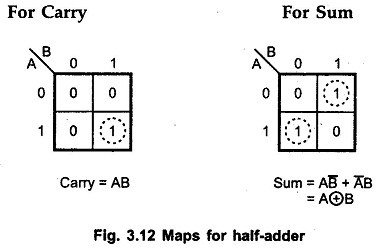 For Carry
For Sum
B
A 0 1
0 0 0
1 0 1
Carry = AB
B
A 0 1
0 0 1
1 1 0
Sum = AB̅ + A̅B
= A⊕B
Fig. 3.12 Maps for half-adder